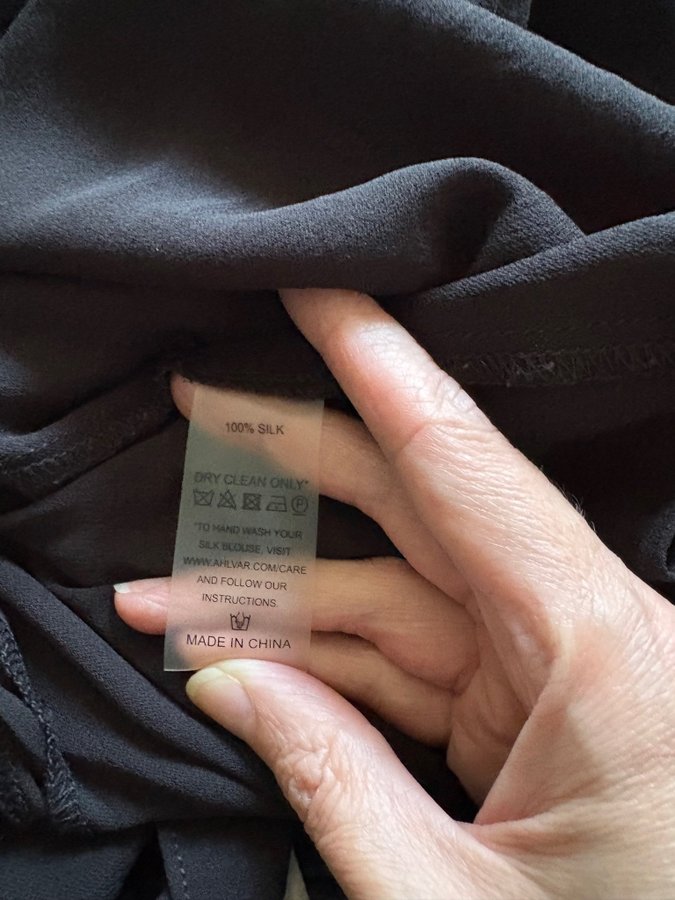 100% SILK
DRY CLEAN ONLY*
P
*TO HAND WASH YOUR
SILK BLOUSE, VISIT
WWW.AHLVAR.COM/CARE
AND FOLLOW OUR
INSTRUCTIONS.
MADE IN CHINA